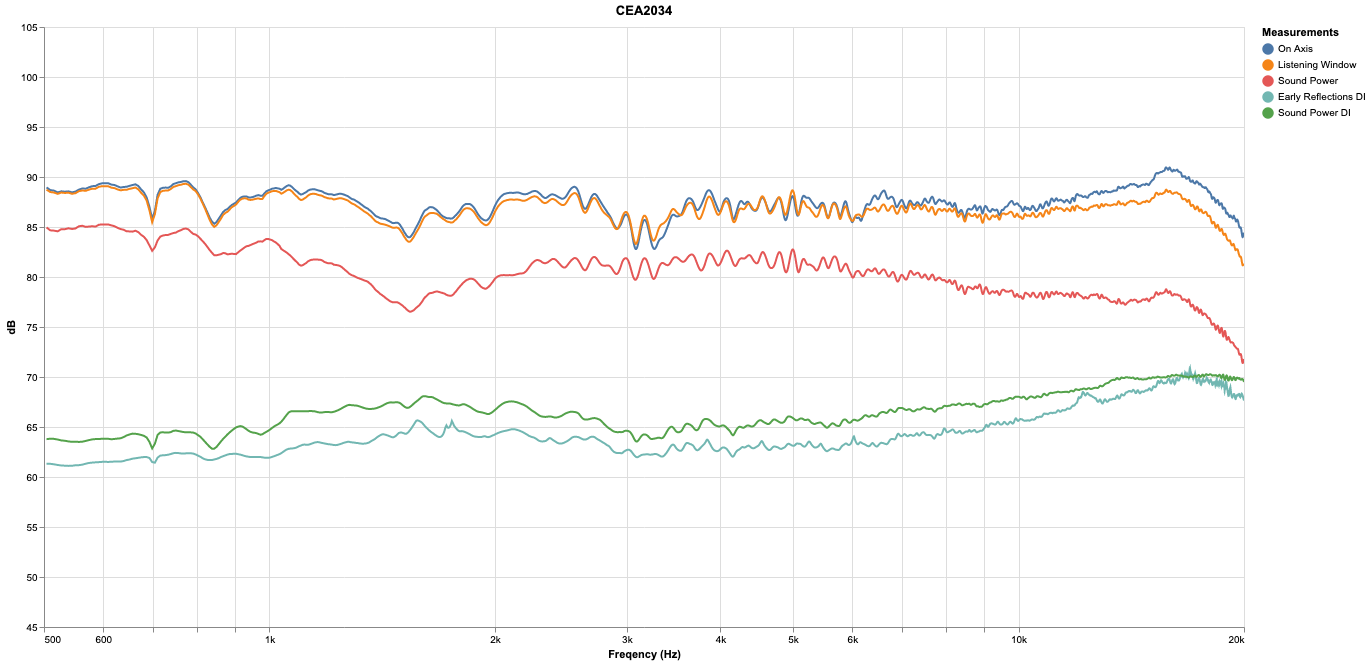 CEA2034
105
100
95
90
85
80
75
70
65
60
55
50
45
dB
500 600 1k 2k 3k 4k 5k 6k 10k 20k
Freqency (Hz)
Measurements
On Axis
Listening Window
Sound Power
Early Reflections DI
Sound Power DI